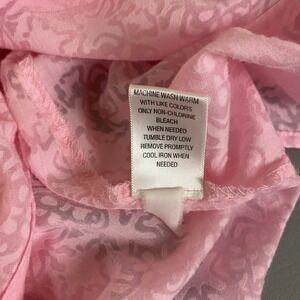 MACHINE WASH WARM
WITH LIKE COLORS
ONLY NON-CHLORINE
BLEACH
WHEN NEEDED
TUMBLE DRY LOW
REMOVE PROMPTLY
COOL IRON WHEN
NEEDED